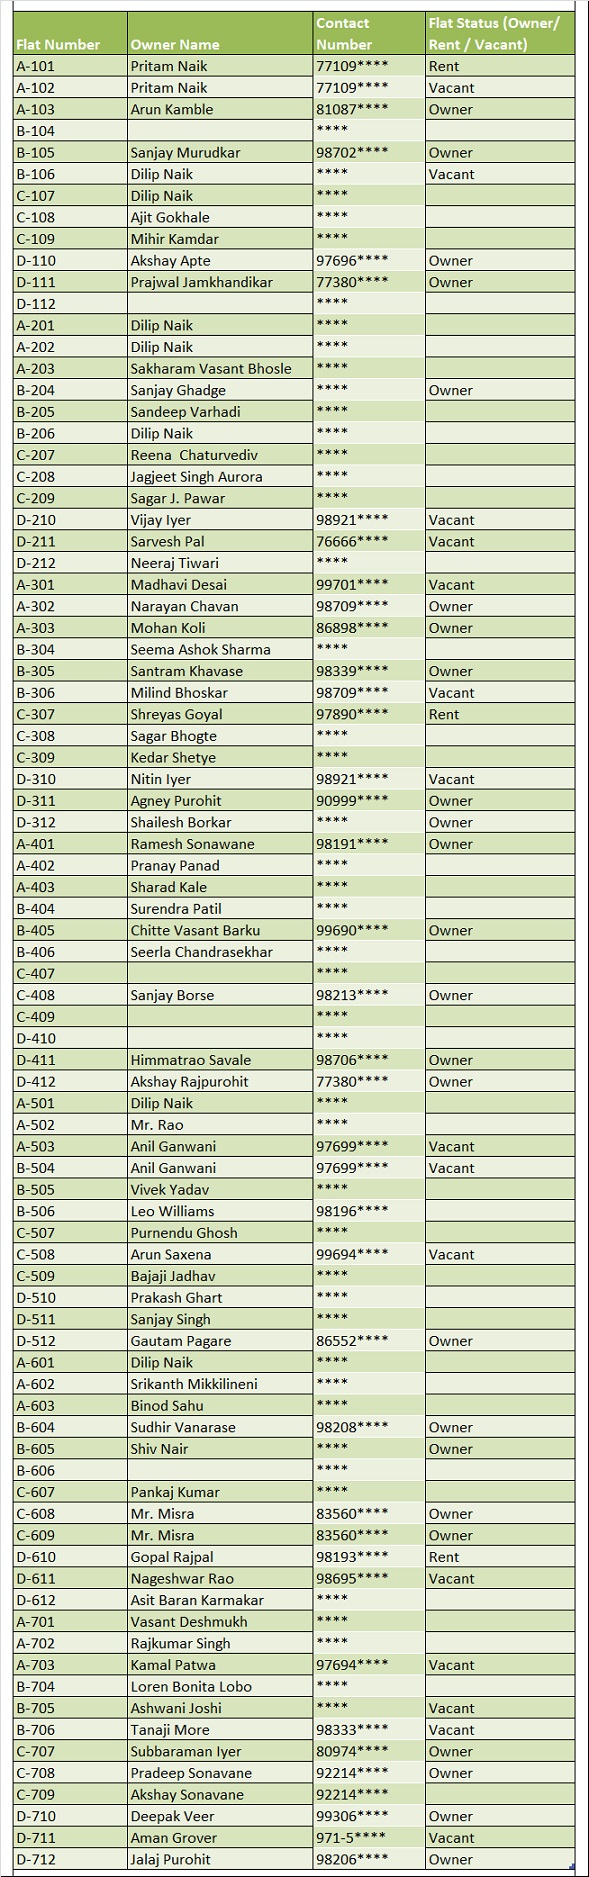 Flat Number Owner Name Contact Number Flat Status (Owner/ Rent / Vacant)
A-101 Pritam Naik 77109**** Rent
A-102 Pritam Naik 77109**** Vacant
A-103 Arun Kamble 81087**** Owner
B-104 ****
B-105 Sanjay Murudkar 98702**** Owner
B-106 Dilip Naik **** Vacant
C-107 Dilip Naik ****
C-108 Ajit Gokhale ****
C-109 Mihir Kamdar ****
D-110 Akshay Apte 97696**** Owner
D-111 Prajwal Jamkhandikar 77380**** Owner
D-112 ****
A-201 Dilip Naik ****
A-202 Dilip Naik ****
A-203 Sakharam Vasant Bhosle ****
B-204 Sanjay Ghadge **** Owner
B-205 Sandeep Varhadi ****
B-206 Dilip Naik ****
C-207 Reena Chaturvediv ****
C-208 Jagjeet Singh Aurora ****
C-209 Sagar J. Pawar ****
D-210 Vijay Iyer 98921**** Vacant
D-211 Sarvesh Pal 76666**** Vacant
D-212 Neeraj Tiwari ****
A-301 Madhavi Desai 99701**** Vacant
A-302 Narayan Chavan 98709**** Owner
A-303 Mohan Koli 86898**** Owner
B-304 Seema Ashok Sharma ****
B-305 Santram Khavase 98339**** Owner
B-306 Milind Bhoskar 98709**** Vacant
C-307 Shreyas Goyal 97890**** Rent
C-308 Sagar Bhogte ****
C-309 Kedar Shetye ****
D-310 Nitin Iyer 98921**** Vacant
D-311 Agney Purohit 90999**** Owner
D-312 Shailesh Borkar **** Owner
A-401 Ramesh Sonawane 98191**** Owner
A-402 Pranay Panad ****
A-403 Sharad Kale ****
B-404 Surendra Patil ****
B-405 Chitte Vasant Barku 99690**** Owner
B-406 Seerla Chandrasekhar ****
C-407 ****
C-408 Sanjay Borse 98213**** Owner
C-409 ****
D-410 ****
D-411 Himmatrao Savale 98706**** Owner
D-412 Akshay Rajpurohit 77380**** Owner
A-501 Dilip Naik ****
A-502 Mr. Rao ****
A-503 Anil Ganwani 97699**** Vacant
B-504 Anil Ganwani 97699**** Vacant
B-505 Vivek Yadav ****
B-506 Leo Williams 98196****
C-507 Purnendu Ghosh ****
C-508 Arun Saxena 99694**** Vacant
C-509 Bajaji Jadhav ****
D-510 Prakash Ghart ****
D-511 Sanjay Singh ****
D-512 Gautam Pagare 86552**** Owner
A-601 Dilip Naik ****
A-602 Srikanth Mikkilineni ****
A-603 Binod Sahu ****
B-604 Sudhir Vanarase 98208**** Owner
B-605 Shiv Nair **** Owner
B-606 ****
C-607 Pankaj Kumar ****
C-608 Mr. Misra 83560**** Owner
C-609 Mr. Misra 83560**** Owner
D-610 Gopal Rajpal 98193**** Rent
D-611 Nageshwar Rao 98695**** Vacant
D-612 Asit Baran Karmakar ****
A-701 Vasant Deshmukh ****
A-702 Rajkumar Singh ****
A-703 Kamal Patwa 97694**** Vacant
B-704 Loren Bonita Lobo ****
B-705 Ashwani Joshi **** Vacant
B-706 Tanaji More 98333**** Vacant
C-707 Subbaraman Iyer 80974**** Owner
C-708 Pradeep Sonavane 92214**** Owner
C-709 Akshay Sonavane 92214****
D-710 Deepak Veer 99306**** Owner
D-711 Aman Grover 971-5**** Vacant
D-712 Jalaj Purohit 98206**** Owner